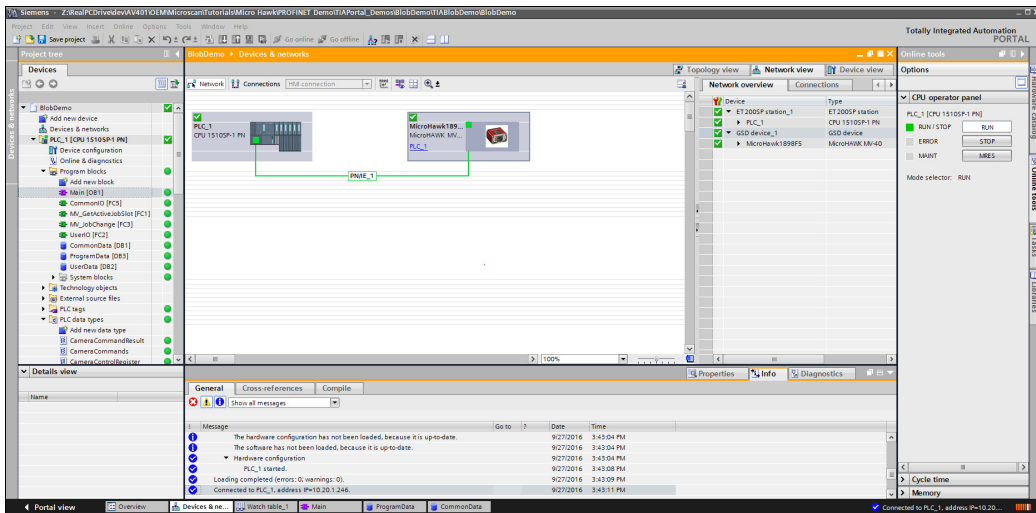 Siemens - Z:\RealPCDrive\dev\AV401\OEM\Microscan\Tutorials\Micro Hawk\PROFINET Demo\TIAPortal_Demos\BlobDemo\TIABlobDemo\BlobDemo
Project Edit View Insert Online Options Tools Window Help
Save project Go online Go offline
Totally Integrated Automation
PORTAL
Project tree
BlobDemo Devices & networks
Online tools
Devices
Topology view Network view Device view
Options
Network Connections HMI connection
Network overview Connections
Device Type
CPU operator panel
BlobDemo
Add new device
Devices & networks
PLC_1 [CPU 1510SP-1 PN]
Device configuration
Online & diagnostics
Program blocks
Add new block
Main [OB1]
CommonIO [FC5]
MV_GetActiveJobSlot [FC1]
MV_JobChange [FC3]
UserIO [FC2]
CommonData [DB1]
ProgramData [DB3]
UserData [DB2]
System blocks
Technology objects
External source files
PLC tags
PLC data types
Add new data type
CameraCommandResult
CameraCommands
CameraControlRegister
PLC_1
CPU 1510SP-1 PN
MicroHawk189...
MicroHAWK MV...
PLC_1
PN/IE_1
ET200SP station_1 ET200SP station
PLC_1 CPU 1510SP-1 PN
GSD device_1 GSD device
MicroHawk1898F5 MicroHAWK MV-40
PLC_1 [CPU 1510SP-1 PN]
RUN / STOP RUN
ERROR STOP
MAINT MRES
Mode selector: RUN
Devices & networks
Hardware catalog
Online tools
Tasks
Libraries
100%
Details view
Name
Properties Info Diagnostics
General Cross-references Compile
Show all messages
! Message Go to ? Date Time
The hardware configuration has not been loaded, because it is up-to-date. 9/27/2016 3:43:04 PM
The software has not been loaded, because it is up-to-date. 9/27/2016 3:43:04 PM
Hardware configuration 9/27/2016 3:43:04 PM
PLC_1 started. 9/27/2016 3:43:08 PM
Loading completed (errors: 0; warnings: 0). 9/27/2016 3:43:09 PM
Connected to PLC_1, address IP=10.20.1.246. 9/27/2016 3:43:11 PM
Cycle time
Memory
Portal view Overview Devices & ne... Watch table_1 Main ProgramData CommonData
Connected to PLC_1, address IP=10.20....